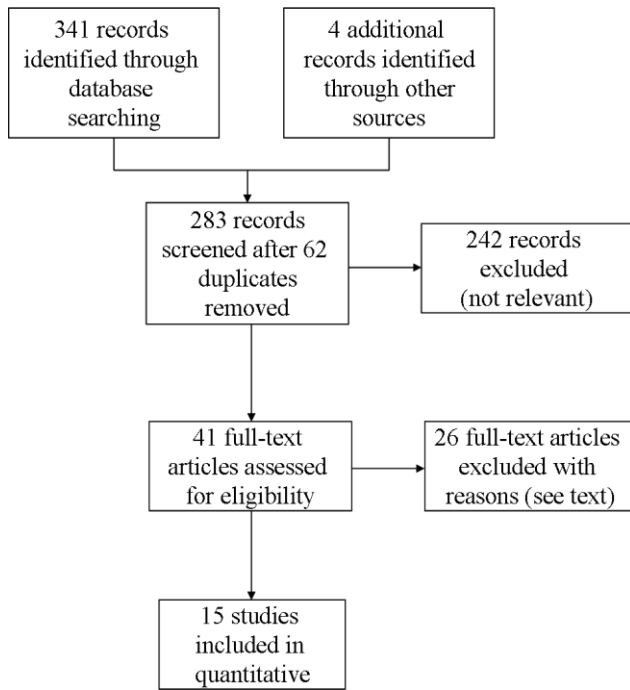 341 records
identified through
database
searching
4 additional
records identified
through other
sources
283 records
screened after 62
duplicates
removed
242 records
excluded
(not relevant)
41 full-text
articles assessed
for eligibility
26 full-text articles
excluded with
reasons (see text)
15 studies
included in
quantitative